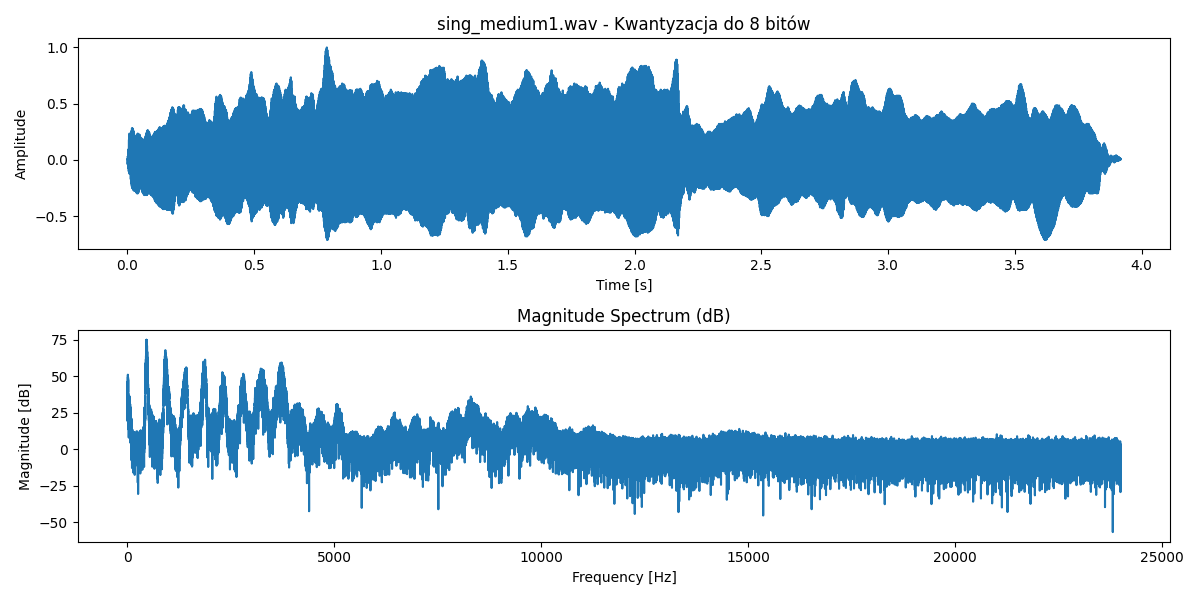 sing_medium1.wav - Kwantyzacja do 8 bitów
1.0
0.5
0.0
−0.5
Amplitude
0.0 0.5 1.0 1.5 2.0 2.5 3.0 3.5 4.0
Time [s]
Magnitude Spectrum (dB)
75
50
25
0
−25
−50
Magnitude [dB]
0 5000 10000 15000 20000 25000
Frequency [Hz]